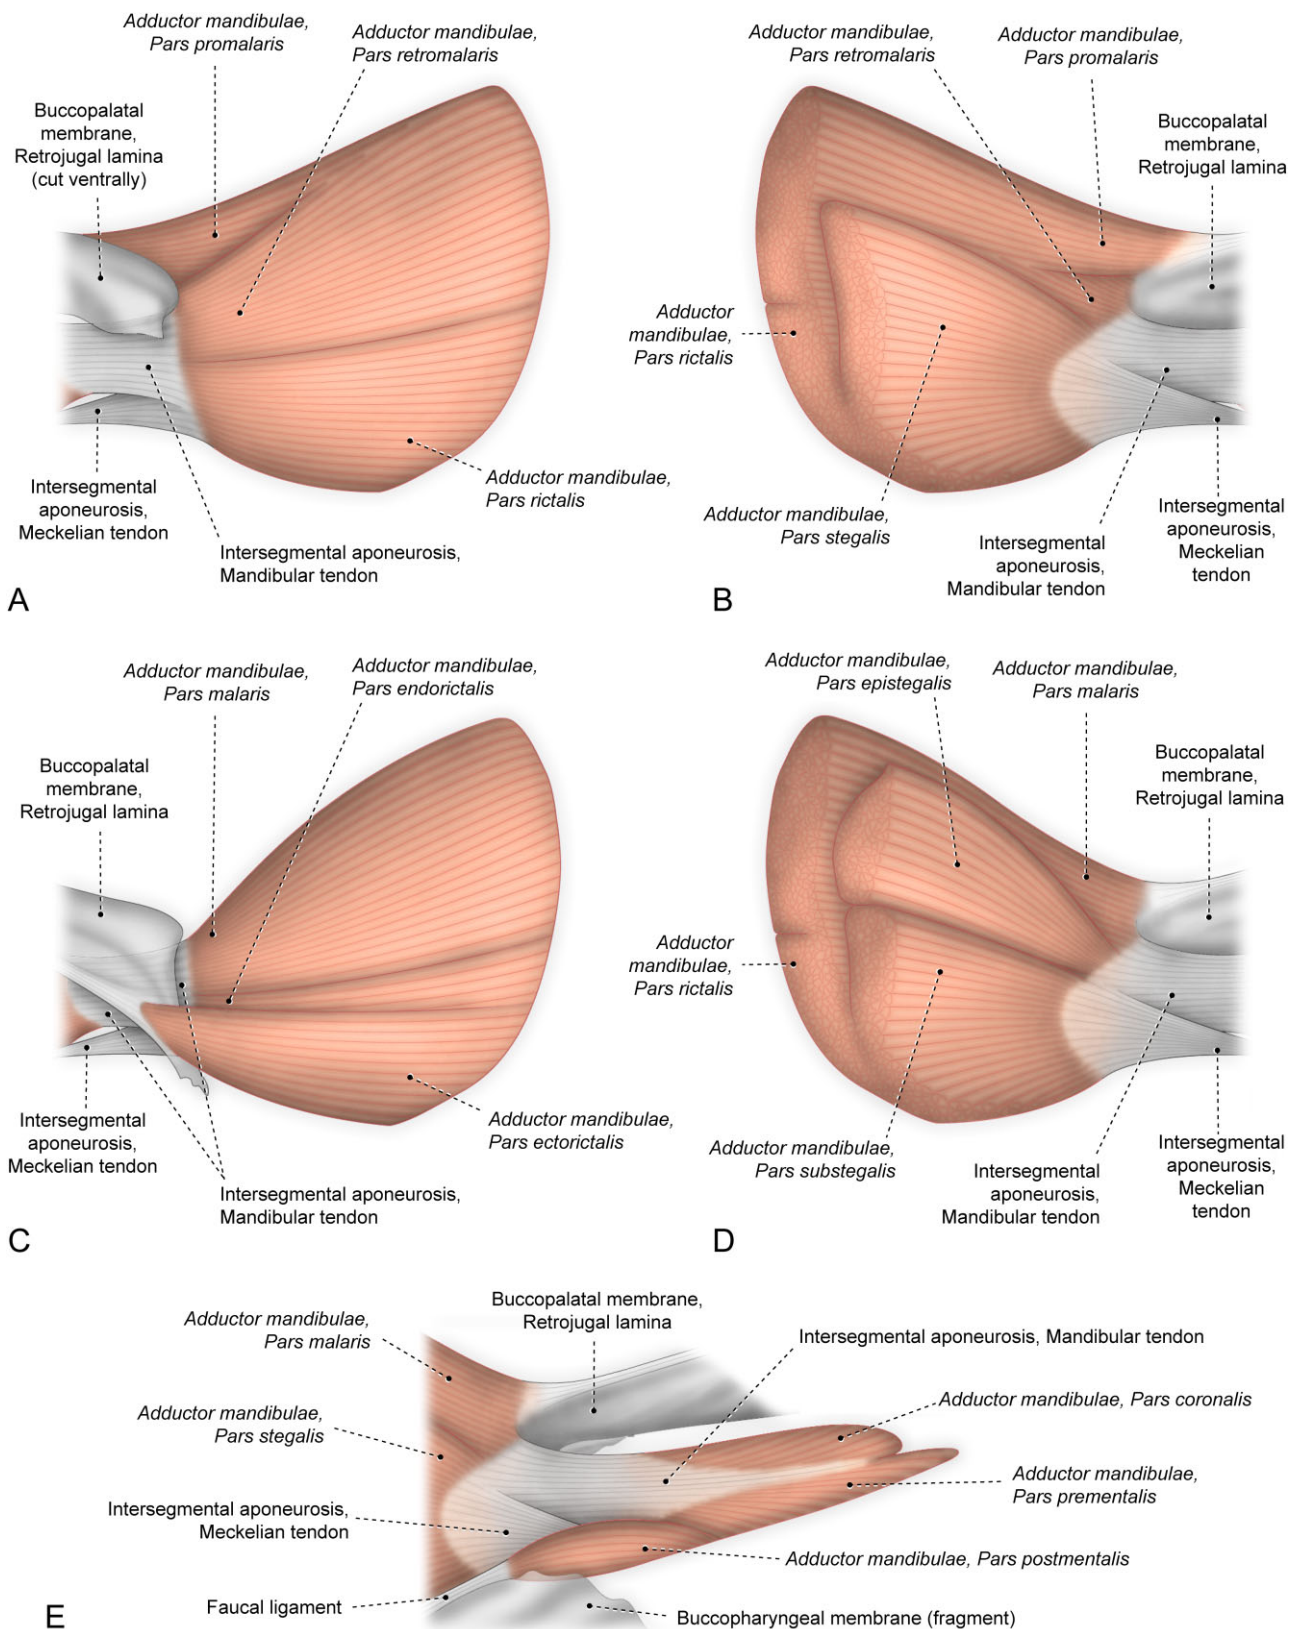 Adductor mandibulae,
Pars promalaris
Adductor mandibulae,
Pars retromalaris
Buccopalatal
membrane,
Retrojugal lamina
(cut ventrally)
Intersegmental
aponeurosis,
Meckelian tendon
Adductor mandibulae,
Pars rictalis
Intersegmental aponeurosis,
Mandibular tendon
A
Adductor mandibulae,
Pars retromalaris
Adductor mandibulae,
Pars promalaris
Buccopalatal
membrane,
Retrojugal lamina
Adductor
mandibulae,
Pars rictalis
Adductor mandibulae,
Pars stegalis
Intersegmental
aponeurosis,
Mandibular tendon
Intersegmental
aponeurosis,
Meckelian
tendon
B
Adductor mandibulae,
Pars malaris
Adductor mandibulae,
Pars endorictalis
Buccopalatal
membrane,
Retrojugal lamina
Intersegmental
aponeurosis,
Meckelian tendon
Adductor mandibulae,
Pars ectorictalis
Intersegmental aponeurosis,
Mandibular tendon
C
Adductor mandibulae,
Pars epistegalis
Adductor mandibulae,
Pars malaris
Buccopalatal
membrane,
Retrojugal lamina
Adductor
mandibulae,
Pars rictalis
Adductor mandibulae,
Pars substegalis
Intersegmental
aponeurosis,
Mandibular tendon
Intersegmental
aponeurosis,
Meckelian
tendon
D
Adductor mandibulae,
Pars malaris
Buccopalatal membrane,
Retrojugal lamina
Intersegmental aponeurosis, Mandibular tendon
Adductor mandibulae,
Pars stegalis
Adductor mandibulae, Pars coronalis
Adductor mandibulae,
Pars prementalis
Intersegmental aponeurosis,
Meckelian tendon
Adductor mandibulae, Pars postmentalis
Faucal ligament
Buccopharyngeal membrane (fragment)
E